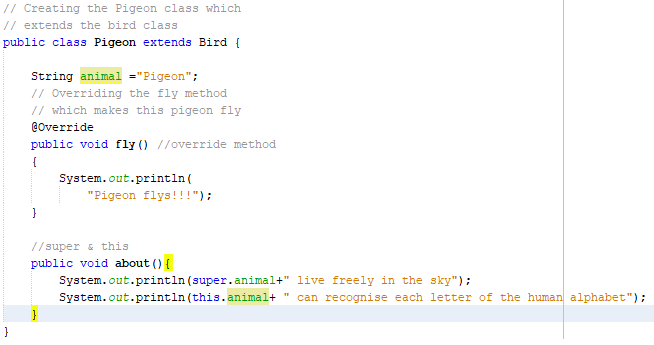 // Creating the Pigeon class which
// extends the bird class
public class Pigeon extends Bird {
String animal ="Pigeon";
// Overriding the fly method
// which makes this pigeon fly
@Override
public void fly() //override method
{
System.out.println(
"Pigeon flys!!!");
}
//super & this
public void about(){
System.out.println(super.animal+" live freely in the sky");
System.out.println(this.animal+ " can recognise each letter of the human alphabet");
}
}